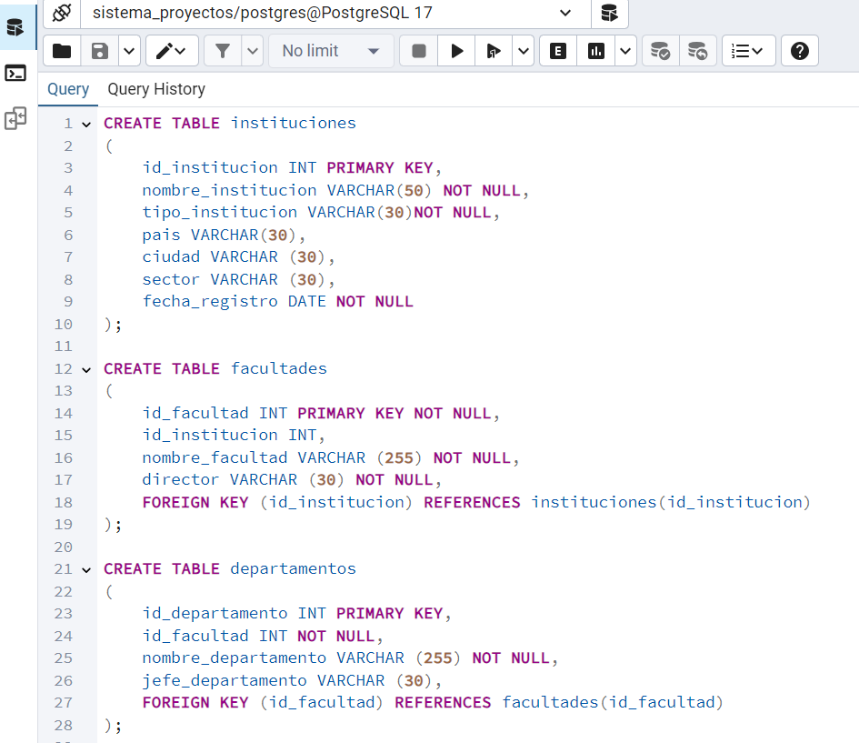 sistema_proyectos/postgres@PostgreSQL 17
No limit
E
Query Query History
1 CREATE TABLE instituciones
2 (
3 id_institucion INT PRIMARY KEY,
4 nombre_institucion VARCHAR(50) NOT NULL,
5 tipo_institucion VARCHAR(30)NOT NULL,
6 pais VARCHAR(30),
7 ciudad VARCHAR (30),
8 sector VARCHAR (30),
9 fecha_registro DATE NOT NULL
10 );
11
12 CREATE TABLE facultades
13 (
14 id_facultad INT PRIMARY KEY NOT NULL,
15 id_institucion INT,
16 nombre_facultad VARCHAR (255) NOT NULL,
17 director VARCHAR (30) NOT NULL,
18 FOREIGN KEY (id_institucion) REFERENCES instituciones(id_institucion)
19 );
20
21 CREATE TABLE departamentos
22 (
23 id_departamento INT PRIMARY KEY,
24 id_facultad INT NOT NULL,
25 nombre_departamento VARCHAR (255) NOT NULL,
26 jefe_departamento VARCHAR (30),
27 FOREIGN KEY (id_facultad) REFERENCES facultades(id_facultad)
28 );